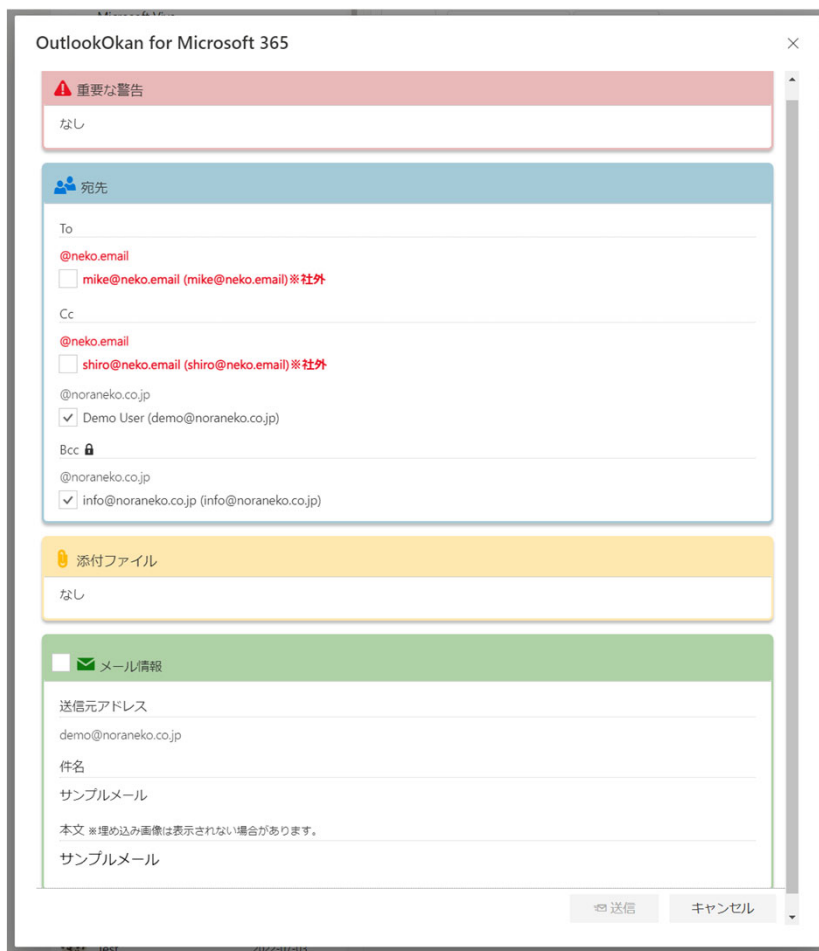 OutlookOkan for Microsoft 365
重要な警告
なし
宛先
To
@neko.email
mike@neko.email (mike@neko.email)※社外
Cc
@neko.email
shiro@neko.email (shiro@neko.email)※社外
@noraneko.co.jp
Demo User (demo@noraneko.co.jp)
Bcc
@noraneko.co.jp
info@noraneko.co.jp (info@noraneko.co.jp)
添付ファイル
なし
メール情報
送信元アドレス
demo@noraneko.co.jp
件名
サンプルメール
本文 ※埋め込み画像は表示されない場合があります。
サンプルメール
送信 キャンセル